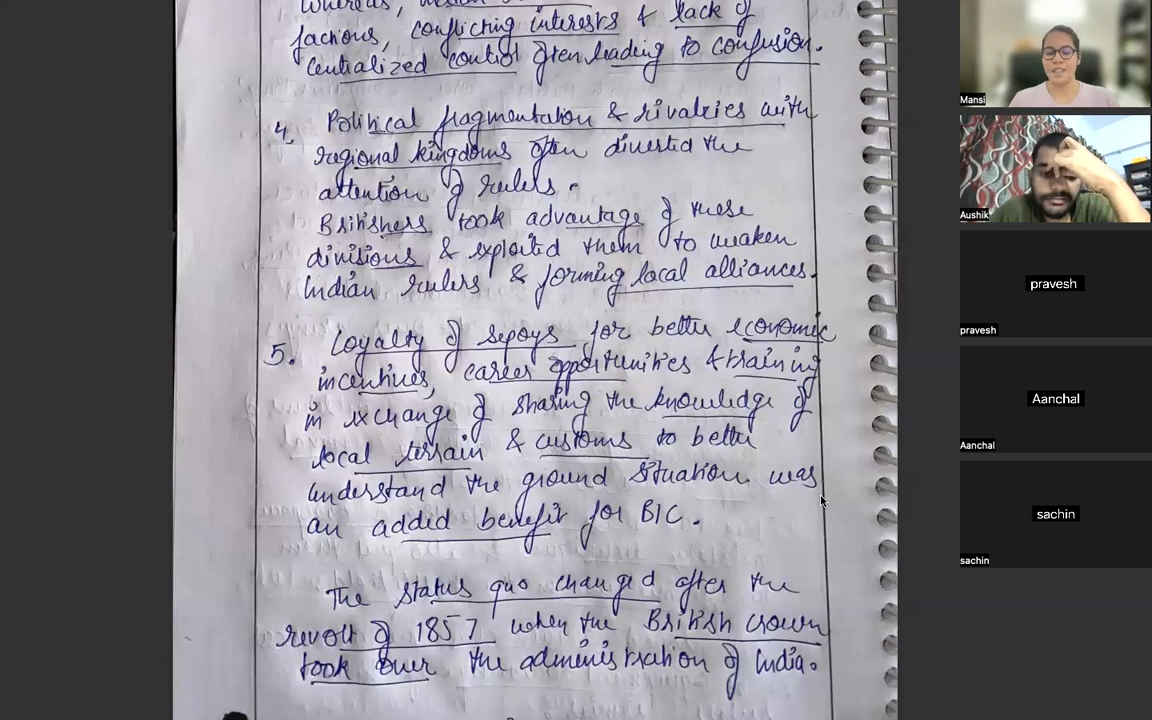 Whereas,
factions, conflicting interests & lack of
centralized control often leading to confusion.
4. Political fragmentation & rivalries with
regional kingdoms often diverted the
attention of rulers.
Britishers took advantage of these
divisions & exploited them to weaken
Indian rulers & forming local alliances.
5. Loyalty of sepoys for better economic
incentives, career opportunities & training
in exchange of sharing the knowledge of
local terrain & customs to better
understand the ground situation was
an added benefit for BIC.
The status quo changed after the
revolt of 1857 when the British crown
took over the administration of India.
Mansi
Aushik
pravesh
pravesh
Aanchal
Aanchal
sachin
sachin